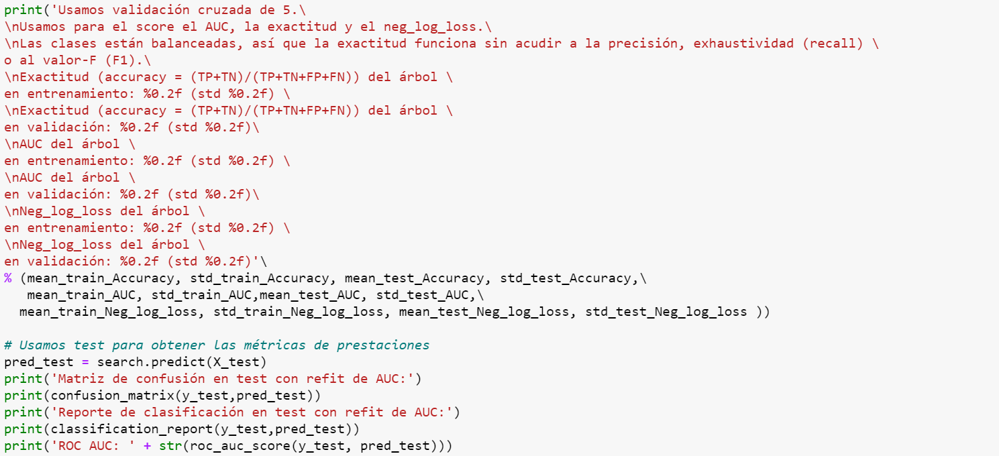 print('Usamos validación cruzada de 5.\
\nUsamos para el score el AUC, la exactitud y el neg_log_loss.\
\nLas clases están balanceadas, así que la exactitud funciona sin acudir a la precisión, exhaustividad (recall) \
o al valor-F (F1).\
\nExactitud (accuracy = (TP+TN)/(TP+TN+FP+FN)) del árbol \
en entrenamiento: %0.2f (std %0.2f) \
\nExactitud (accuracy = (TP+TN)/(TP+TN+FP+FN)) del árbol \
en validación: %0.2f (std %0.2f)\
\nAUC del árbol \
en entrenamiento: %0.2f (std %0.2f) \
\nAUC del árbol \
en validación: %0.2f (std %0.2f)\
\nNeg_log_loss del árbol \
en entrenamiento: %0.2f (std %0.2f) \
\nNeg_log_loss del árbol \
en validación: %0.2f (std %0.2f)'\
% (mean_train_Accuracy, std_train_Accuracy, mean_test_Accuracy, std_test_Accuracy,\
   mean_train_AUC, std_train_AUC,mean_test_AUC, std_test_AUC,\
  mean_train_Neg_log_loss, std_train_Neg_log_loss, mean_test_Neg_log_loss, std_test_Neg_log_loss ))

# Usamos test para obtener las métricas de prestaciones
pred_test = search.predict(X_test)
print('Matriz de confusión en test con refit de AUC:')
print(confusion_matrix(y_test,pred_test))
print('Reporte de clasificación en test con refit de AUC:')
print(classification_report(y_test,pred_test))
print('ROC AUC: ' + str(roc_auc_score(y_test, pred_test)))